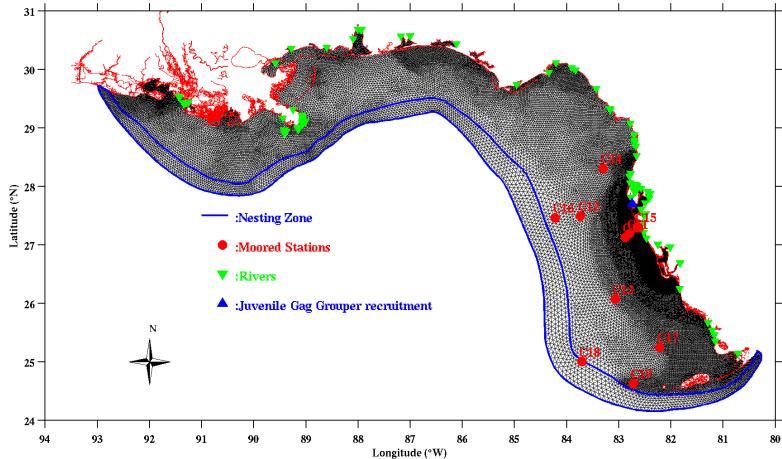 31
30
29
28
27
26
25
24
Latitude (°N)
C14
C16
C12
C15
:Nesting Zone
:Moored Stations
:Rivers
:Juvenile Gag Grouper recruitment
C13
C17
C18
C19
N
94 93 92 91 90 89 88 87 86 85 84 83 82 81 80
Longitude (°W)